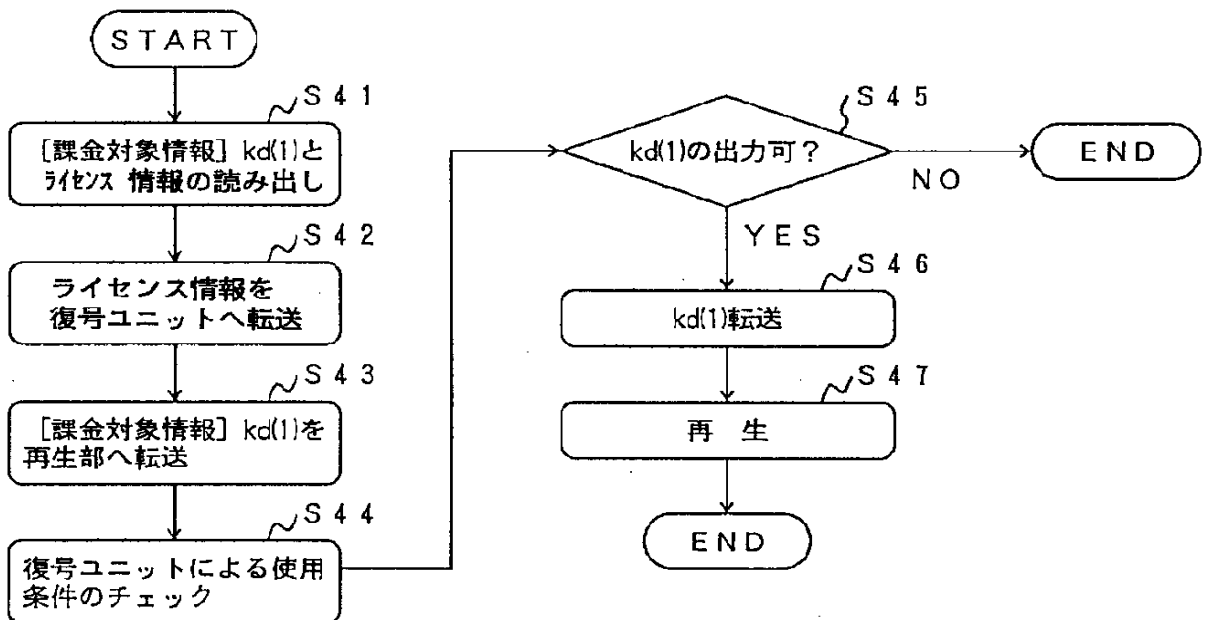 START
S41
[課金対象情報] kd(1)と
ライセンス 情報の読み出し
S42
ライセンス情報を
復号ユニットへ転送
S43
[課金対象情報] kd(1)を
再生部へ転送
S44
復号ユニットによる使用
条件のチェック
S45
kd(1)の出力可?
NO
END
YES
S46
kd(1)転送
S47
再 生
END